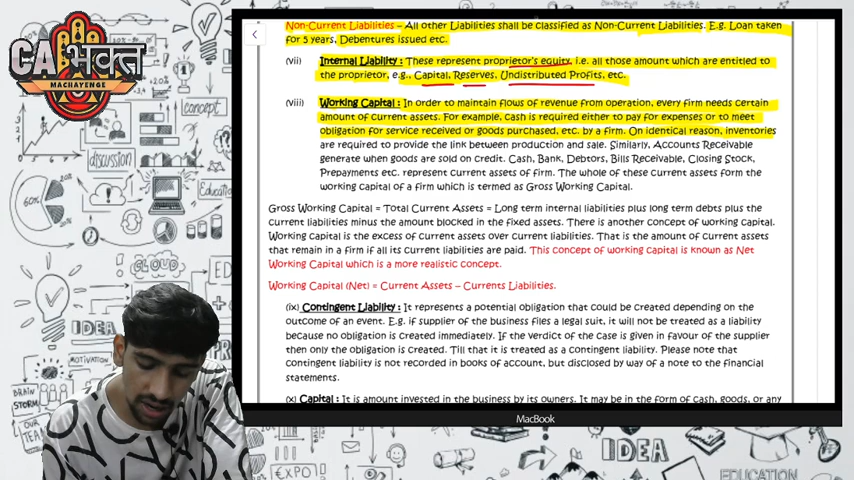 CA भक्त
MACHAYENGE
Non-Current Liabilities – All other Liabilities shall be classified as Non-Current Liabilities. E.g. Loan taken
for 5 years, Debentures issued etc.
(vii) Internal Liability : These represent proprietor's equity, i.e. all those amount which are entitled to
the proprietor, e.g., Capital, Reserves, Undistributed Profits, etc.
(viii) Working Capital : In order to maintain flows of revenue from operation, every firm needs certain
amount of current assets. For example, cash is required either to pay for expenses or to meet
obligation for service received or goods purchased, etc. by a firm. On identical reason, inventories
are required to provide the link between production and sale. Similarly, Accounts Receivable
generate when goods are sold on credit. Cash, Bank, Debtors, Bills Receivable, Closing Stock,
Prepayments etc. represent current assets of firm. The whole of these current assets form the
working capital of a firm which is termed as Gross Working Capital.
Gross Working Capital = Total Current Assets = Long term internal liabilities plus long term debts plus the
current liabilities minus the amount blocked in the fixed assets. There is another concept of working capital.
Working capital is the excess of current assets over current liabilities. That is the amount of current assets
that remain in a firm if all its current liabilities are paid. This concept of working capital is known as Net
Working Capital which is a more realistic concept.
Working Capital (Net) = Current Assets – Currents Liabilities.
(ix) Contingent Liability : It represents a potential obligation that could be created depending on the
outcome of an event. E.g. if supplier of the business files a legal suit, it will not be treated as a liability
because no obligation is created immediately. If the verdict of the case is given in favour of the supplier
then only the obligation is created. Till that it is treated as a contingent liability. Please note that
contingent liability is not recorded in books of account, but disclosed by way of a note to the financial
statements.
(x) Capital : It is amount invested in the business by its owners. It may be in the form of cash, goods, or any
MacBook
concept
discussion
60%
20%
Education
CLOUD
IDEA
MOTIVATION
BRAIN
STORM
OUR
TEA
EXPO
IDEA
EDUCATION